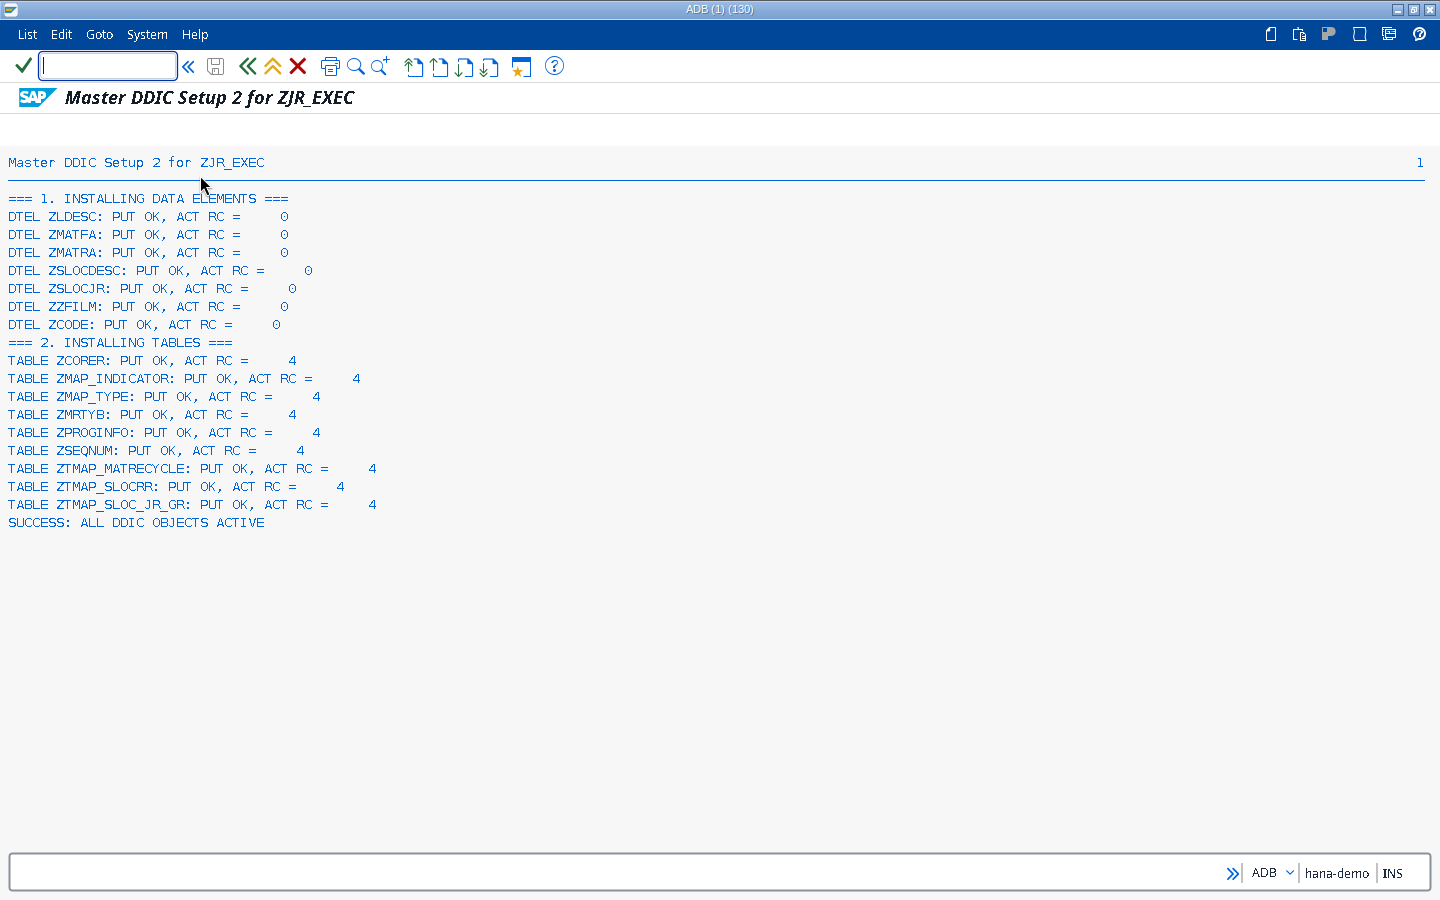 ADB (1) (130)
List Edit Goto System Help
SAP Master DDIC Setup 2 for ZJR_EXEC
Master DDIC Setup 2 for ZJR_EXEC 1
=== 1. INSTALLING DATA ELEMENTS ===
DTEL ZLDESC: PUT OK, ACT RC = 0
DTEL ZMATFA: PUT OK, ACT RC = 0
DTEL ZMATRA: PUT OK, ACT RC = 0
DTEL ZSLOCDESC: PUT OK, ACT RC = 0
DTEL ZSLOCJR: PUT OK, ACT RC = 0
DTEL ZZFILM: PUT OK, ACT RC = 0
DTEL ZCODE: PUT OK, ACT RC = 0
=== 2. INSTALLING TABLES ===
TABLE ZCORER: PUT OK, ACT RC = 4
TABLE ZMAP_INDICATOR: PUT OK, ACT RC = 4
TABLE ZMAP_TYPE: PUT OK, ACT RC = 4
TABLE ZMRTYB: PUT OK, ACT RC = 4
TABLE ZPROGINFO: PUT OK, ACT RC = 4
TABLE ZSEQNUM: PUT OK, ACT RC = 4
TABLE ZTMAP_MATRECYCLE: PUT OK, ACT RC = 4
TABLE ZTMAP_SLOCRR: PUT OK, ACT RC = 4
TABLE ZTMAP_SLOC_JR_GR: PUT OK, ACT RC = 4
SUCCESS: ALL DDIC OBJECTS ACTIVE
ADB hana-demo INS